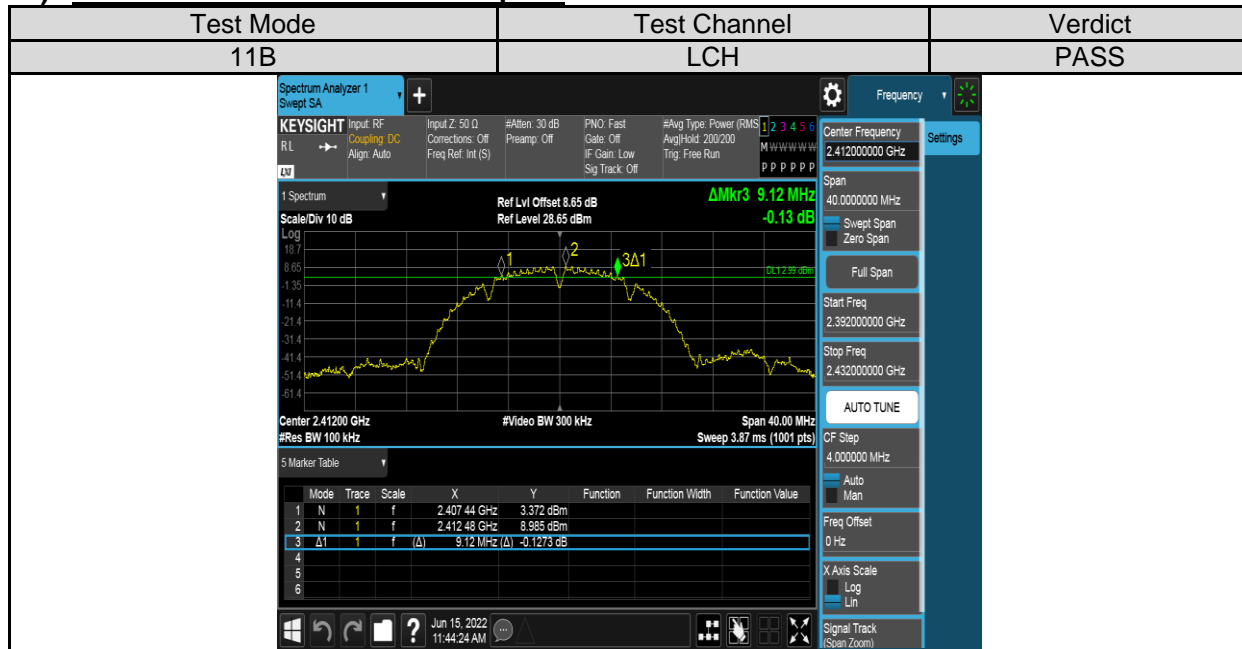 Test Mode Test Channel Verdict
11B LCH PASS
Spectrum Analyzer 1
Swept SA
+
Frequency
KEYSIGHT Input: RF Input Z: 50 Ω #Atten: 30 dB PNO: Fast #Avg Type: Power (RMS 1 2 3 4 5 6
RL Coupling: DC Corrections: Off Preamp: Off Gate: Off Avg|Hold: 200/200 M W W W W W
Align: Auto Freq Ref: Int (S) IF Gain: Low Trig: Free Run
LXI Sig Track: Off P P P P P P
1 Spectrum
Ref Lvl Offset 8.65 dB ΔMkr3 9.12 MHz
Scale/Div 10 dB Ref Level 28.65 dBm -0.13 dB
Log
18.7
8.65
-1.35
-11.4
-21.4
-31.4
-41.4
-51.4
-61.4
1
2
3Δ1
DL1 2.99 dBm
Center 2.41200 GHz #Video BW 300 kHz Span 40.00 MHz
#Res BW 100 kHz Sweep 3.87 ms (1001 pts)
5 Marker Table
Mode Trace Scale X Y Function Function Width Function Value
1 N 1 f 2.407 44 GHz 3.372 dBm
2 N 1 f 2.412 48 GHz 8.985 dBm
3 Δ1 1 f (Δ) 9.12 MHz (Δ) -0.1273 dB
4
5
6
?
Jun 15, 2022
11:44:24 AM
Center Frequency
2.412000000 GHz
Settings
Span
40.0000000 MHz
Swept Span
Zero Span
Full Span
Start Freq
2.392000000 GHz
Stop Freq
2.432000000 GHz
AUTO TUNE
CF Step
4.000000 MHz
Auto
Man
Freq Offset
0 Hz
X Axis Scale
Log
Lin
Signal Track
(Span Zoom)